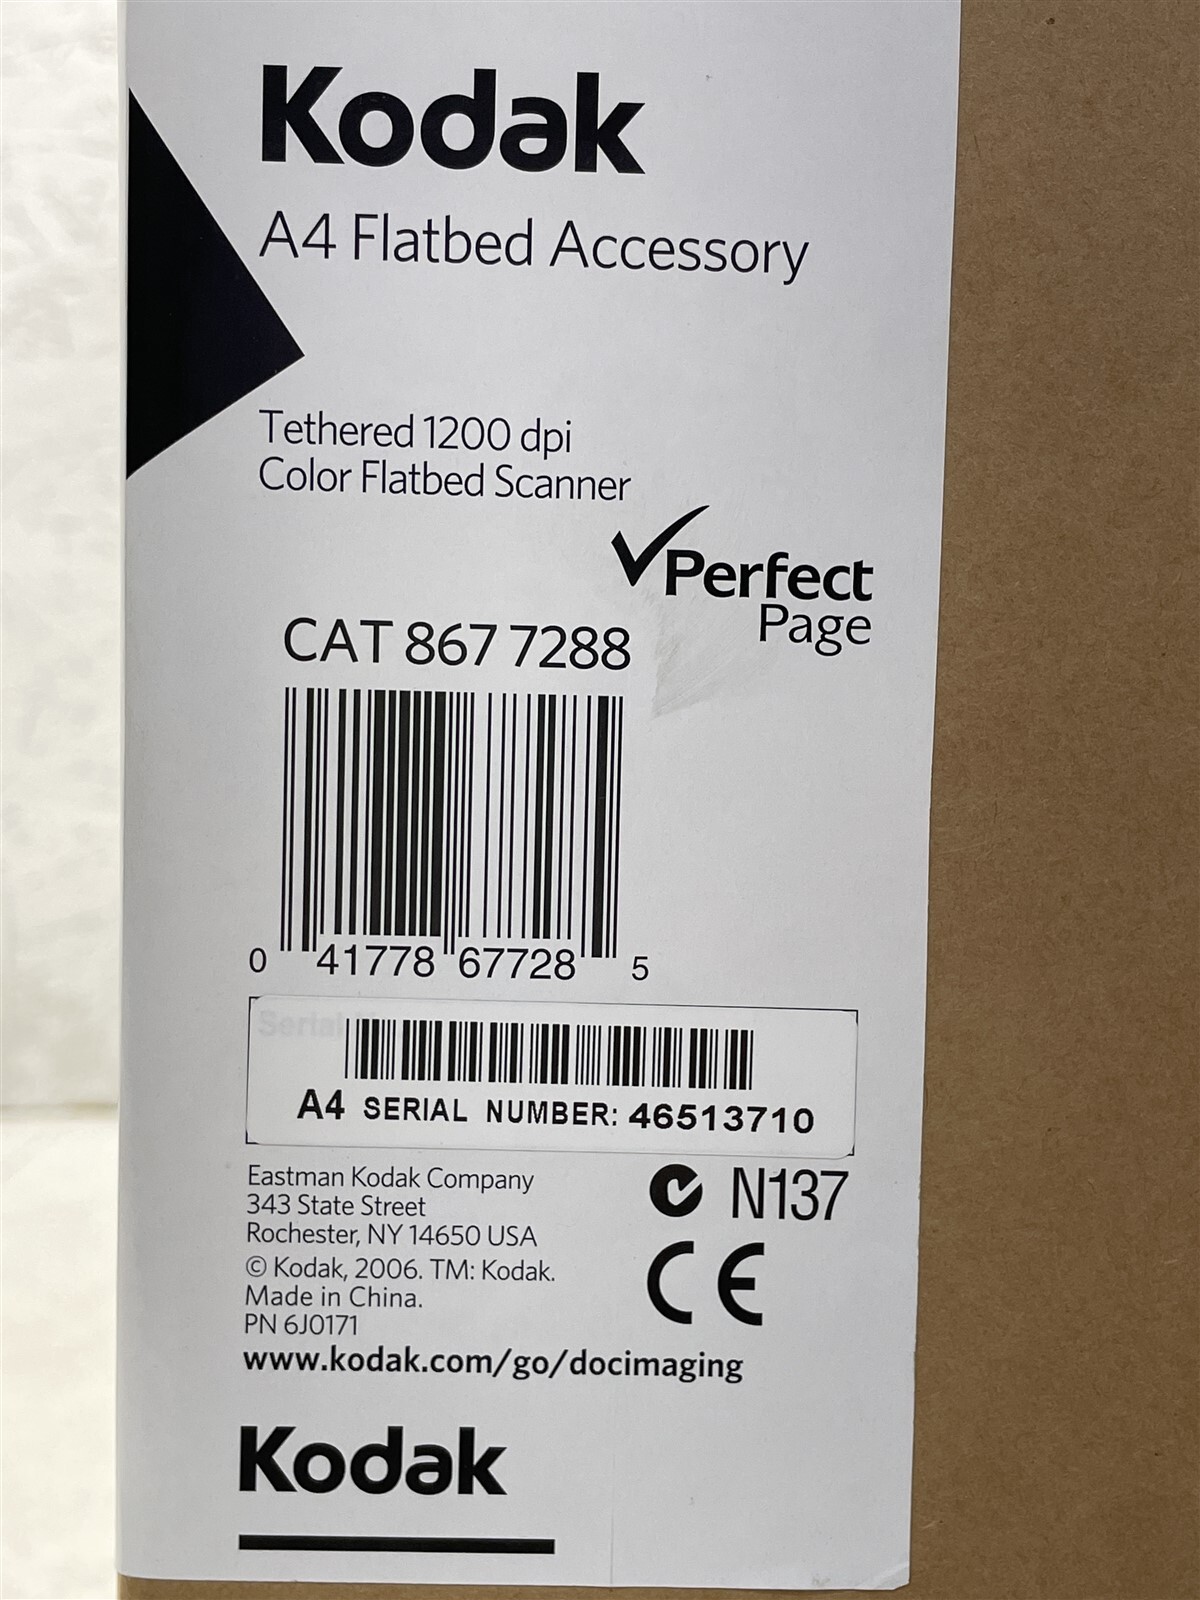 Kodak
A4 Flatbed Accessory
Tethered 1200 dpi
Color Flatbed Scanner
Perfect
Page
CAT 867 7288
0 41778 67728 5
Serial
A4 SERIAL NUMBER: 46513710
Eastman Kodak Company
343 State Street
Rochester, NY 14650 USA
© Kodak, 2006. TM: Kodak.
Made in China.
PN 6J0171
N137
CE
www.kodak.com/go/docimaging
Kodak